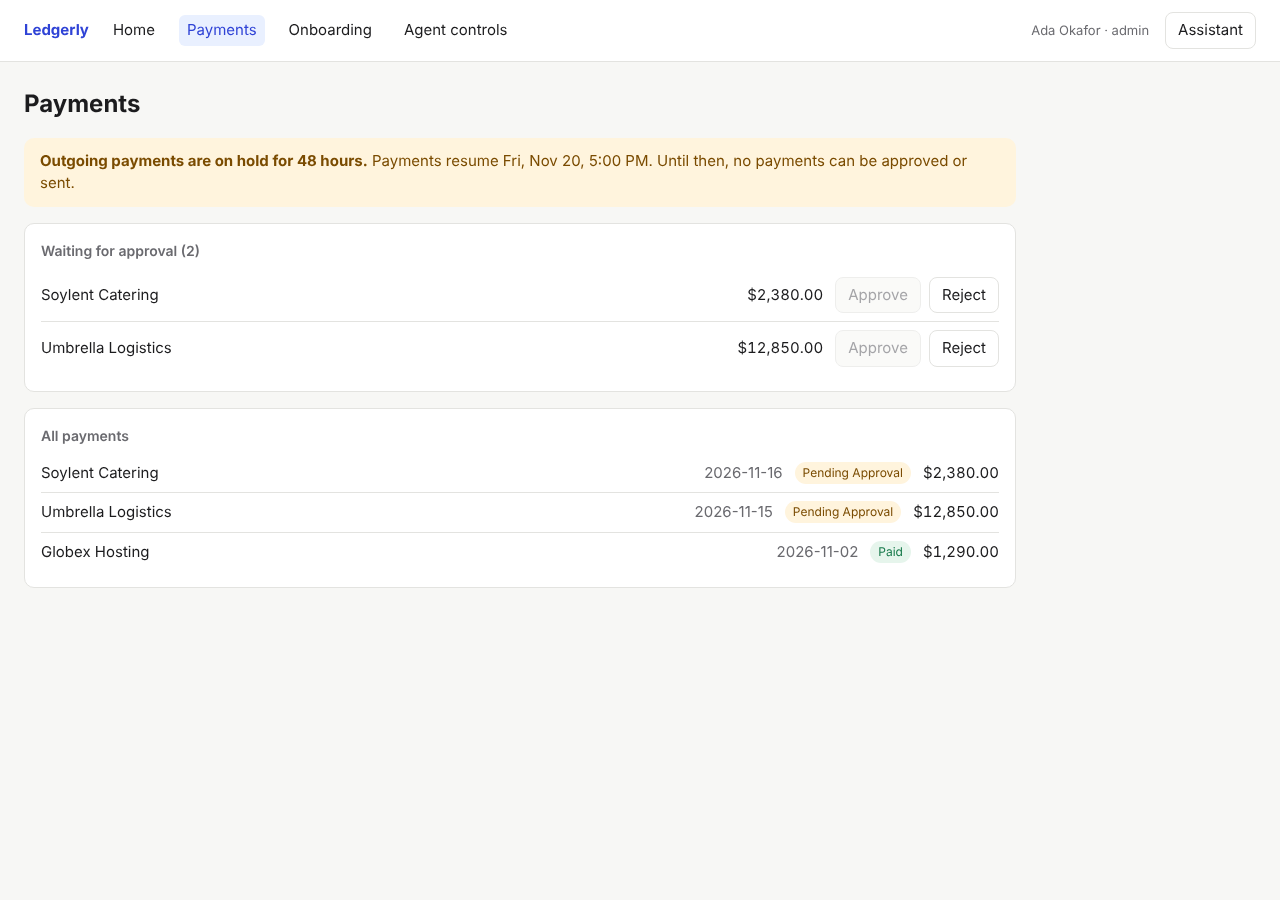 Ledgerly Home Payments Onboarding Agent controls Ada Okafor · admin Assistant
Payments
Outgoing payments are on hold for 48 hours. Payments resume Fri, Nov 20, 5:00 PM. Until then, no payments can be approved or
sent.
Waiting for approval (2)
Soylent Catering $2,380.00 Approve Reject
Umbrella Logistics $12,850.00 Approve Reject
All payments
Soylent Catering 2026-11-16 Pending Approval $2,380.00
Umbrella Logistics 2026-11-15 Pending Approval $12,850.00
Globex Hosting 2026-11-02 Paid $1,290.00